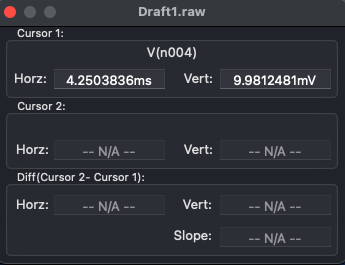 Draft1.raw
Cursor 1:
V(n004)
Horz: 4.2503836ms Vert: 9.9812481mV
Cursor 2:
Horz: -- N/A -- Vert: -- N/A --
Diff(Cursor 2- Cursor 1):
Horz: -- N/A -- Vert: -- N/A --
Slope: -- N/A --